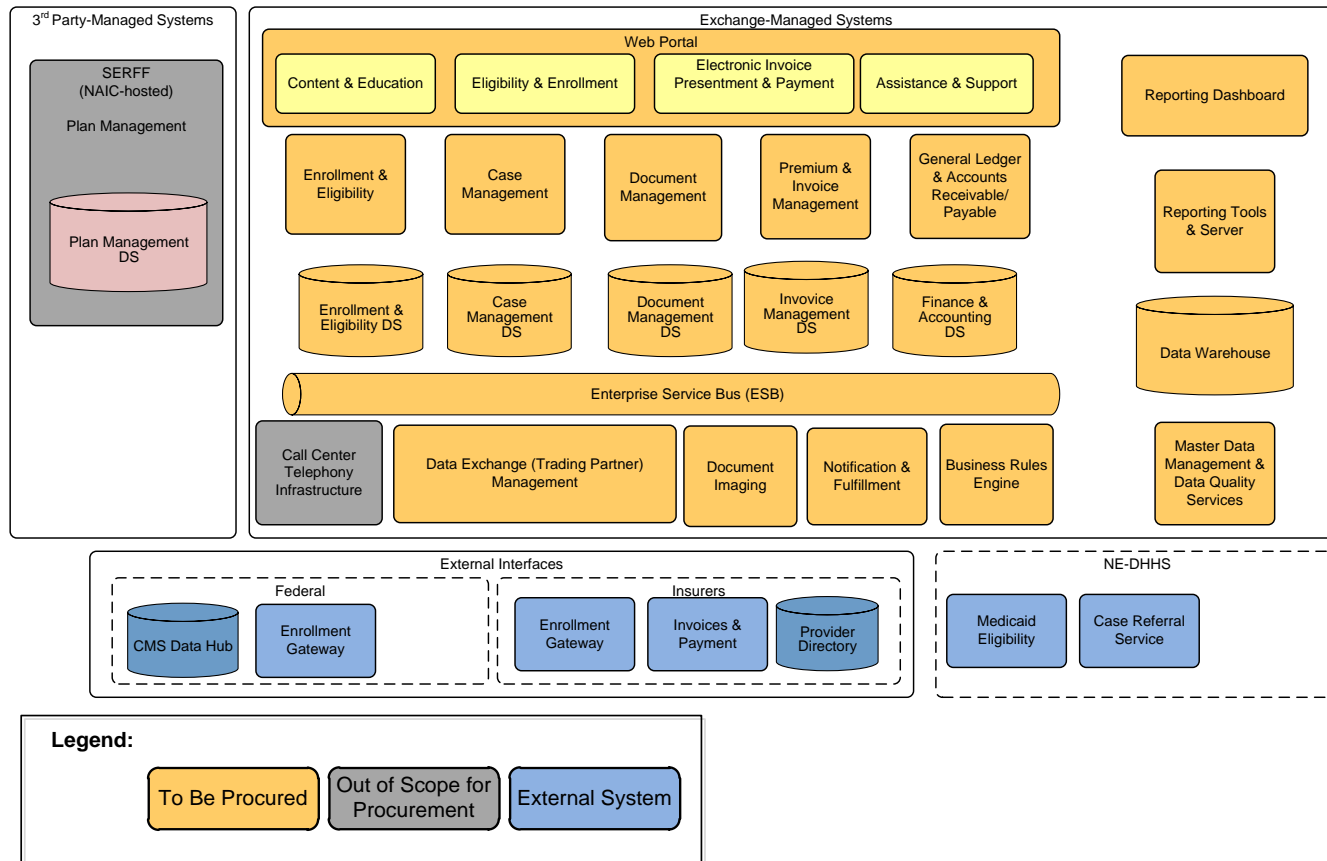 3rd Party-Managed Systems
SERFF
(NAIC-hosted)
Plan Management
Plan Management
DS
Exchange-Managed Systems
Web Portal
Content & Education
Eligibility & Enrollment
Electronic Invoice
Presentment & Payment
Assistance & Support
Enrollment &
Eligibility
Case
Management
Document
Management
Premium &
Invoice
Management
General Ledger
& Accounts
Receivable/
Payable
Enrollment &
Eligibility DS
Case
Management
DS
Document
Management
DS
Invovice
Management
DS
Finance &
Accounting
DS
Enterprise Service Bus (ESB)
Call Center
Telephony
Infrastructure
Data Exchange (Trading Partner)
Management
Document
Imaging
Notification &
Fulfillment
Business Rules
Engine
Reporting Dashboard
Reporting Tools
& Server
Data Warehouse
Master Data
Management &
Data Quality
Services
External Interfaces
Federal
CMS Data Hub
Enrollment
Gateway
Insurers
Enrollment
Gateway
Invoices &
Payment
Provider
Directory
NE-DHHS
Medicaid
Eligibility
Case Referral
Service
Legend:
To Be Procured
Out of Scope for
Procurement
External System